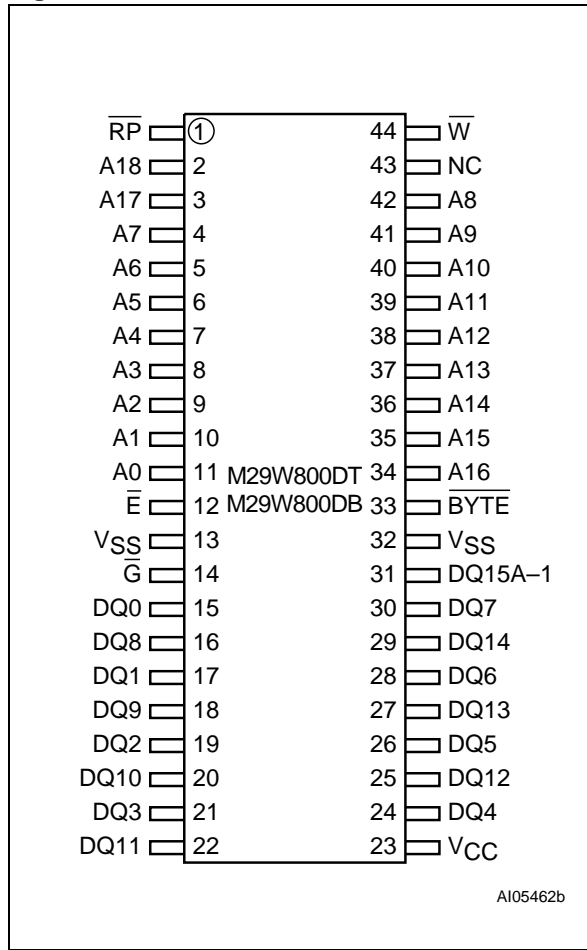 R̅P̅ 1 44 W̅
A18 2 43 NC
A17 3 42 A8
A7 4 41 A9
A6 5 40 A10
A5 6 39 A11
A4 7 38 A12
A3 8 37 A13
A2 9 36 A14
A1 10 35 A15
A0 11 M29W800DT 34 A16
E̅ 12 M29W800DB 33 B̅Y̅T̅E̅
VSS 13 32 VSS
G̅ 14 31 DQ15A–1
DQ0 15 30 DQ7
DQ8 16 29 DQ14
DQ1 17 28 DQ6
DQ9 18 27 DQ13
DQ2 19 26 DQ5
DQ10 20 25 DQ12
DQ3 21 24 DQ4
DQ11 22 23 VCC
AI05462b